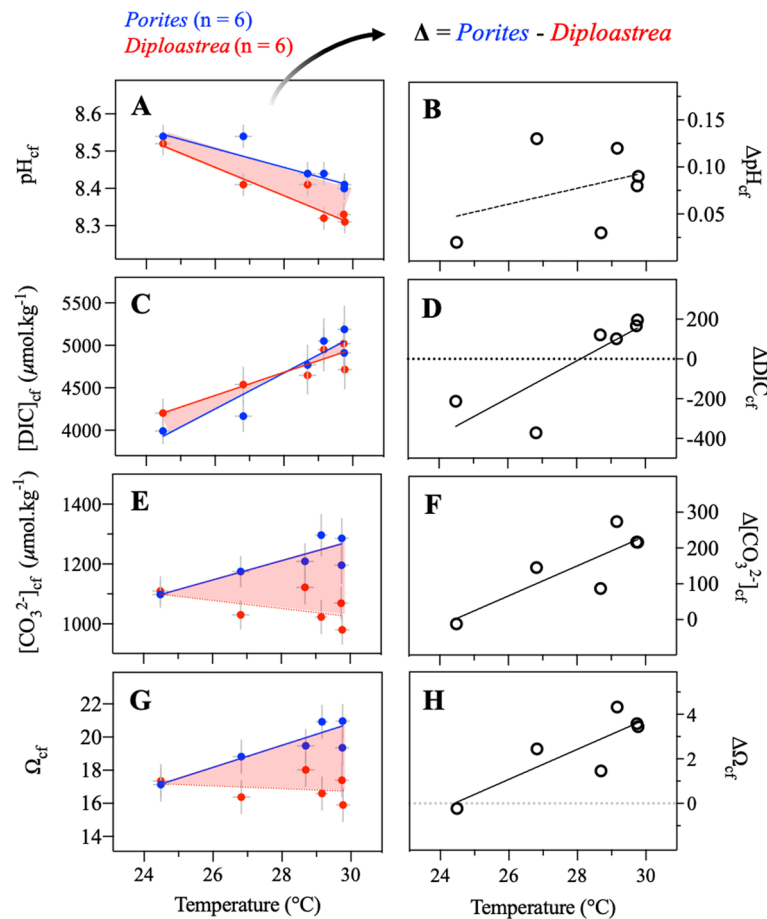 Porites (n = 6)
Diploastrea (n = 6)
Δ = Porites - Diploastrea
A
pHcf
8.6
8.5
8.4
8.3
B
0.15
0.10
0.05
ΔpHcf
C
[DIC]cf (μmol.kg-1)
5500
5000
4500
4000
D
200
0
-200
-400
ΔDICcf
E
[CO32-]cf (μmol.kg-1)
1400
1200
1000
F
300
200
100
0
Δ[CO32-]cf
G
Ωcf
22
20
18
16
14
H
4
2
0
ΔΩcf
24 26 28 30
24 26 28 30
Temperature (°C)
Temperature (°C)